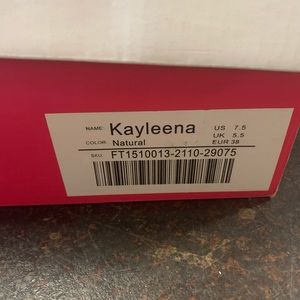 NAME: Kayleena US 7.5
UK 5.5
COLOR: Natural EUR 38
SKU: FT1510013-2110-29075